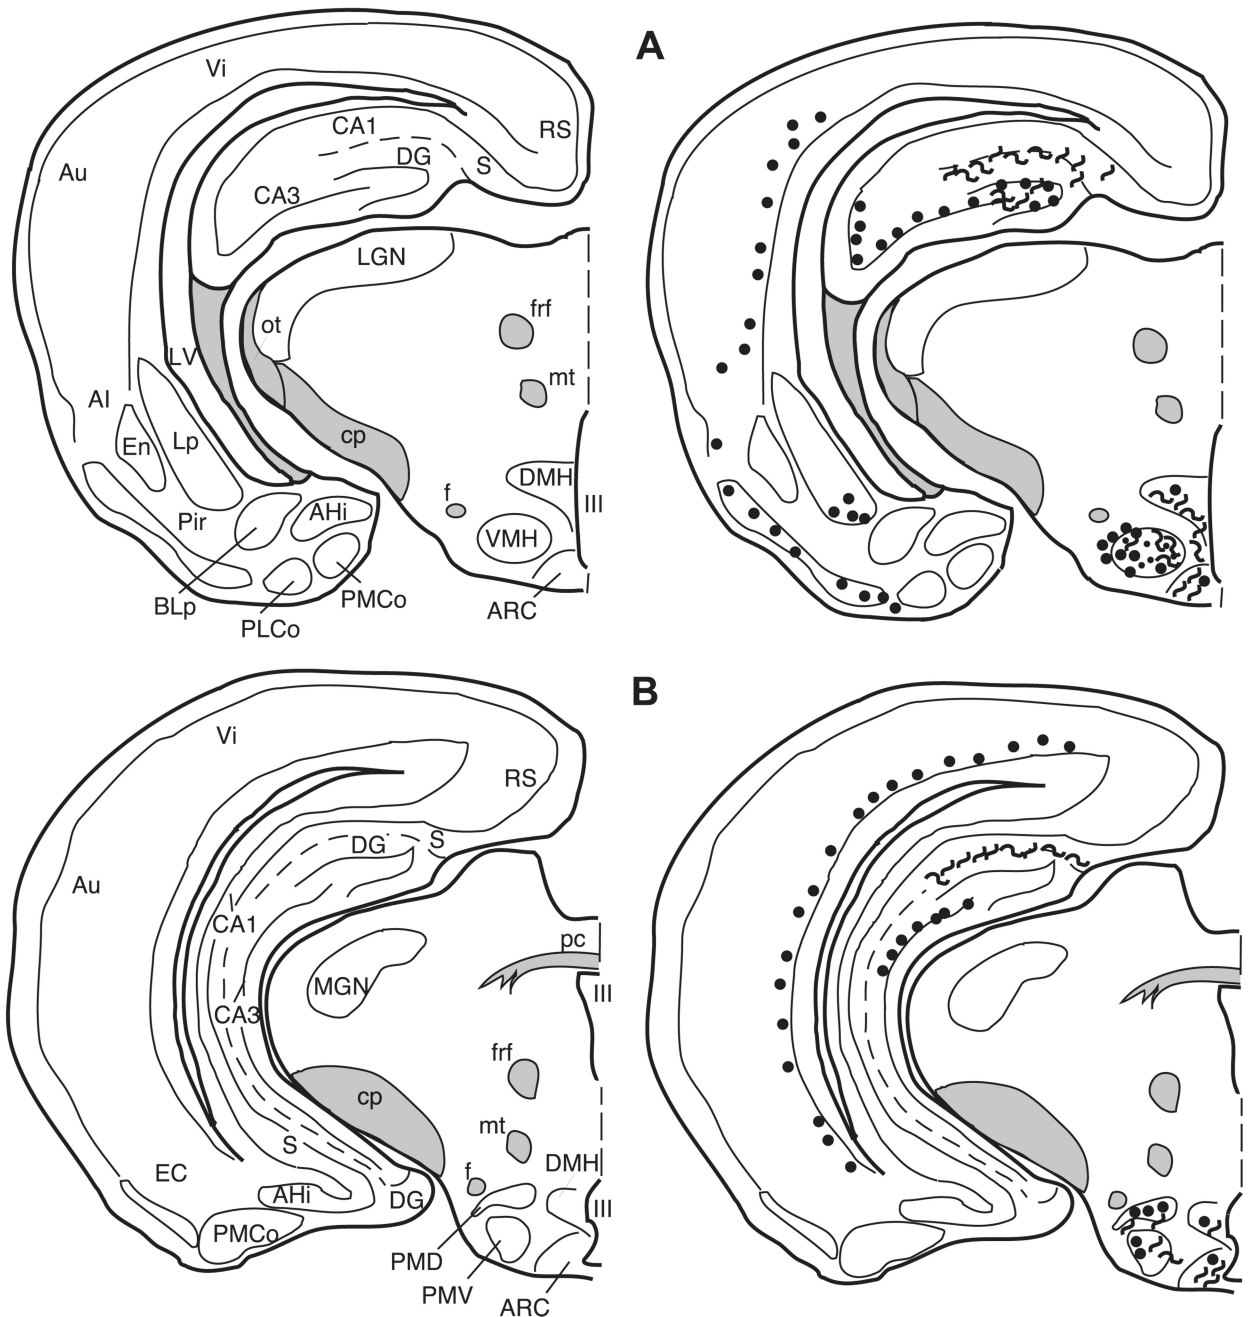 A
Vi
CA1
RS
DG
S
Au
CA3
LGN
frf
ot
LV
mt
AI
En
Lp
cp
DMH
f
III
Pir
AHi
VMH
BLp
PMCo
ARC
PLCo
B
Vi
RS
DG
S
Au
CA1
pc
MGN
III
CA3
frf
cp
mt
S
DMH
EC
f
AHi
DG
III
PMCo
PMD
PMV
ARC